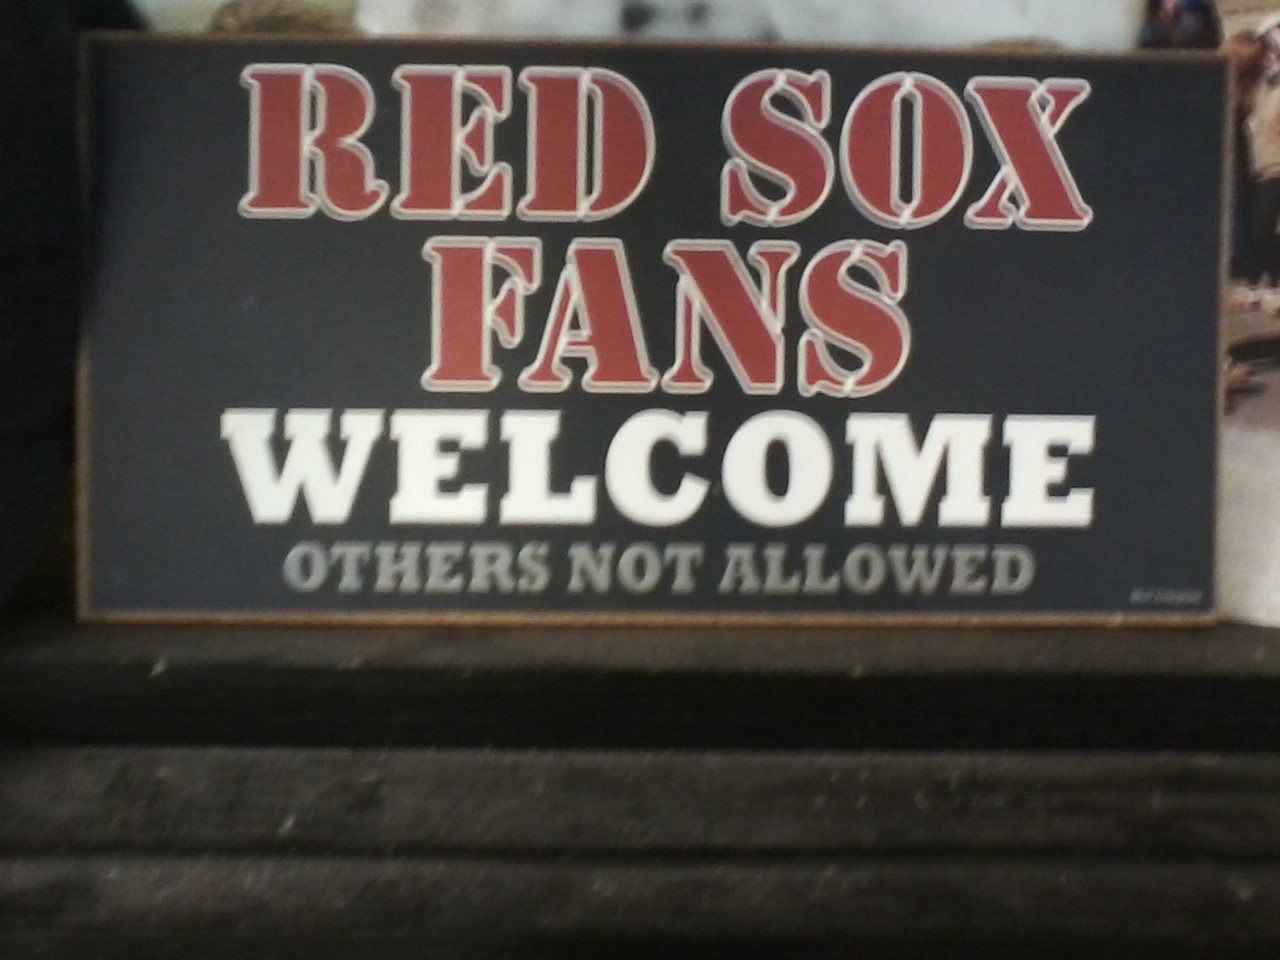 RED SOX
FANS
WELCOME
OTHERS NOT ALLOWED